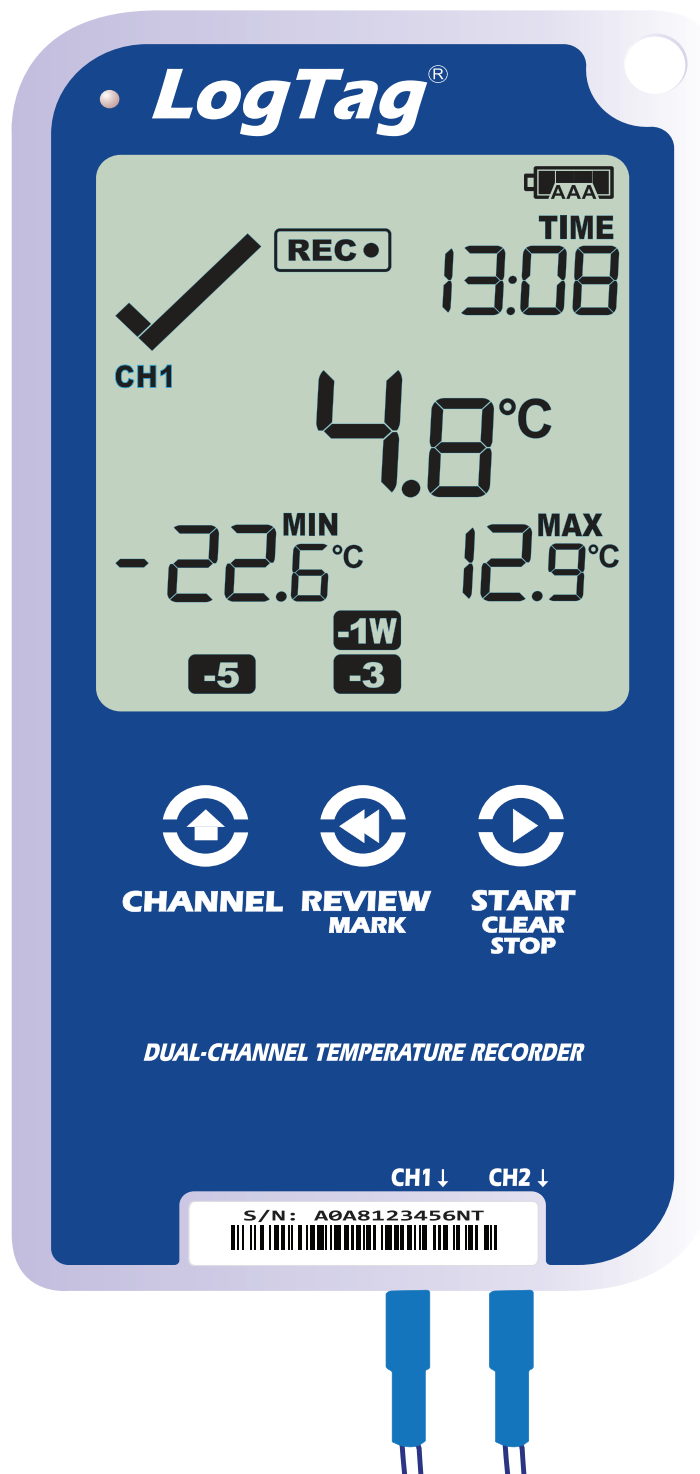 LogTag®
AAA
TIME
REC
13:08
CH1
4.8°C
MIN
MAX
-22.6°C
12.9°C
-1W
-5
-3
CHANNEL
REVIEW
MARK
START
CLEAR
STOP
DUAL-CHANNEL TEMPERATURE RECORDER
CH1↓ CH2↓
S/N: A0A8123456NT